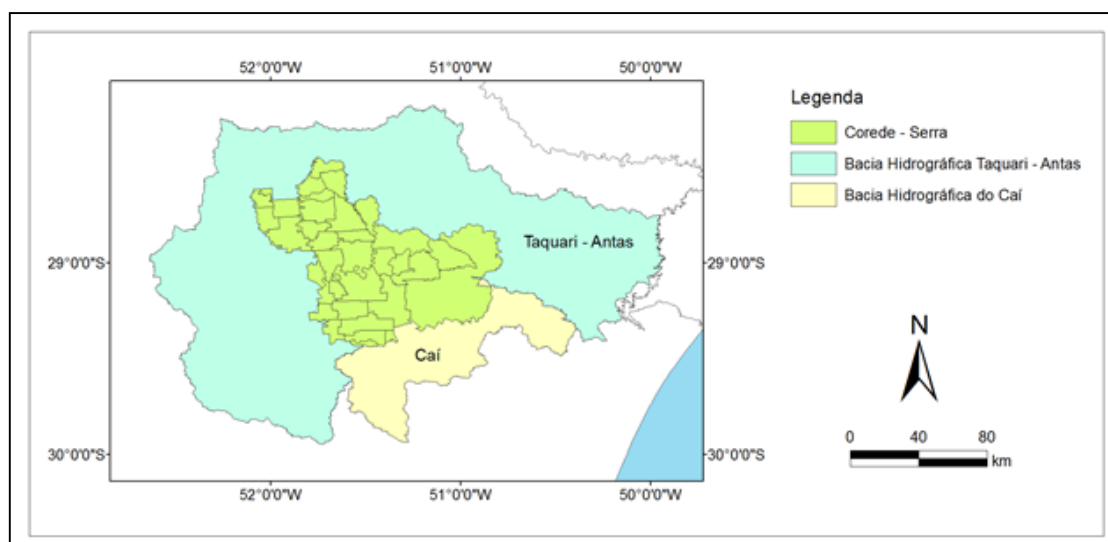 52°0'0"W 51°0'0"W 50°0'0"W
Legenda
Corede - Serra
Bacia Hidrográfica Taquari - Antas
Bacia Hidrográfica do Caí
Taquari - Antas
29°0'0"S 29°0'0"S
Caí
N
0 40 80
km
30°0'0"S 30°0'0"S
52°0'0"W 51°0'0"W 50°0'0"W